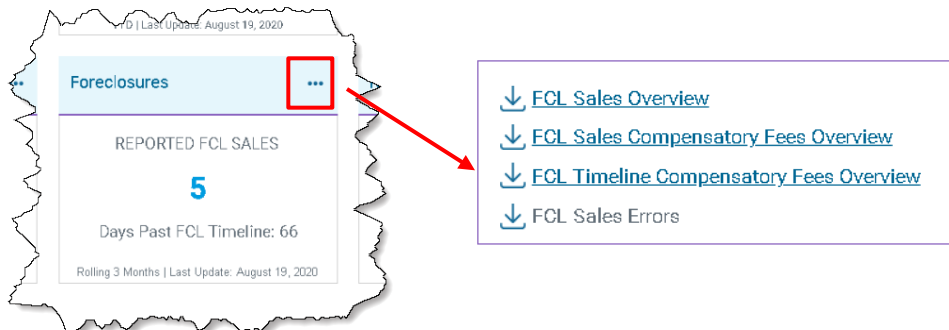 YTD | Last Update: August 19, 2020
Foreclosures
REPORTED FCL SALES
5
Days Past FCL Timeline: 66
Rolling 3 Months | Last Update: August 19, 2020
FCL Sales Overview
FCL Sales Compensatory Fees Overview
FCL Timeline Compensatory Fees Overview
FCL Sales Errors